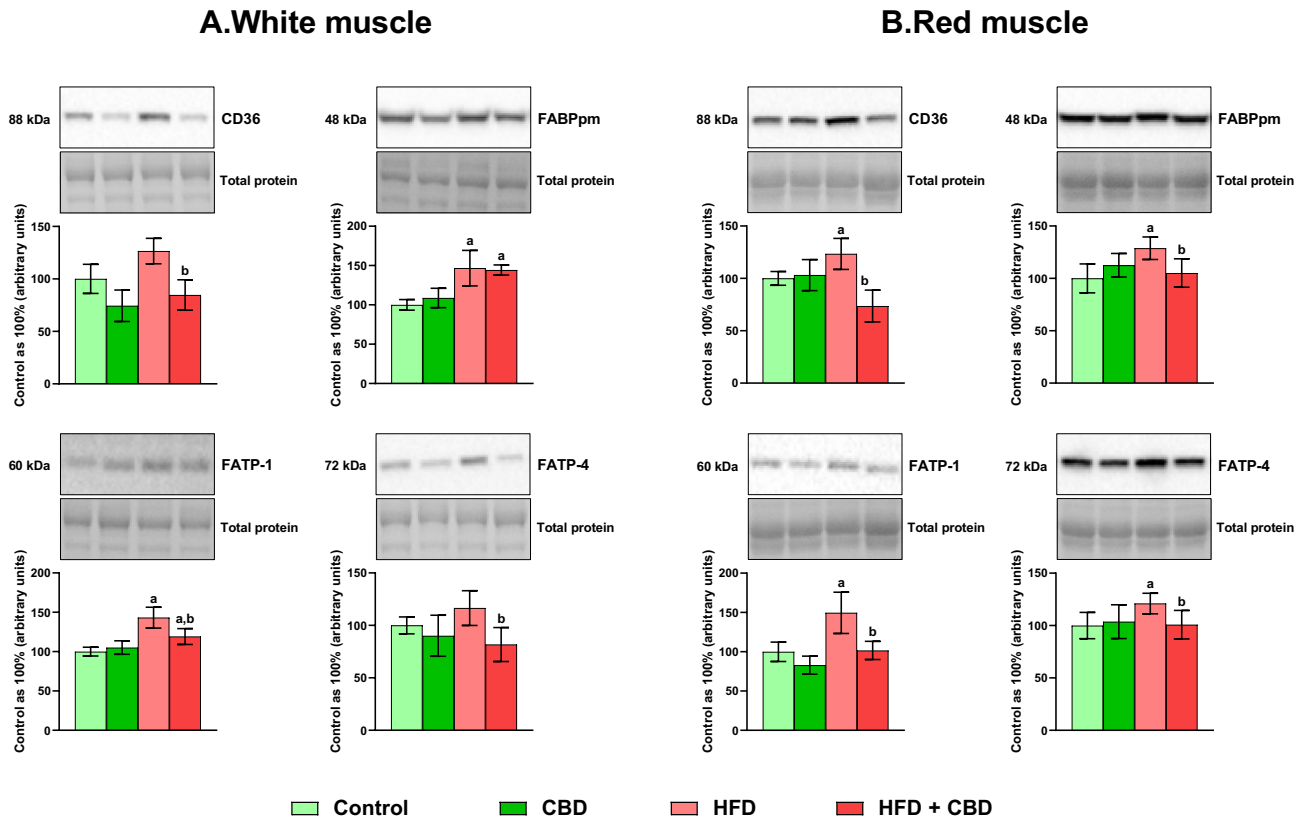 A.White muscle
B.Red muscle
88 kDa
CD36
Total protein
Control as 100% (arbitrary units)
150
100
50
0
b
48 kDa
FABPpm
Total protein
Control as 100% (arbitrary units)
200
150
100
50
0
a
a
88 kDa
CD36
Total protein
Control as 100% (arbitrary units)
150
100
50
0
a
b
48 kDa
FABPpm
Total protein
Control as 100% (arbitrary units)
150
100
50
0
a
b
60 kDa
FATP-1
Total protein
Control as 100% (arbitrary units)
200
150
100
50
0
a
a,b
72 kDa
FATP-4
Total protein
Control as 100% (arbitrary units)
150
100
50
0
b
60 kDa
FATP-1
Total protein
Control as 100% (arbitrary units)
200
150
100
50
0
a
b
72 kDa
FATP-4
Total protein
Control as 100% (arbitrary units)
150
100
50
0
a
b
Control
CBD
HFD
HFD + CBD